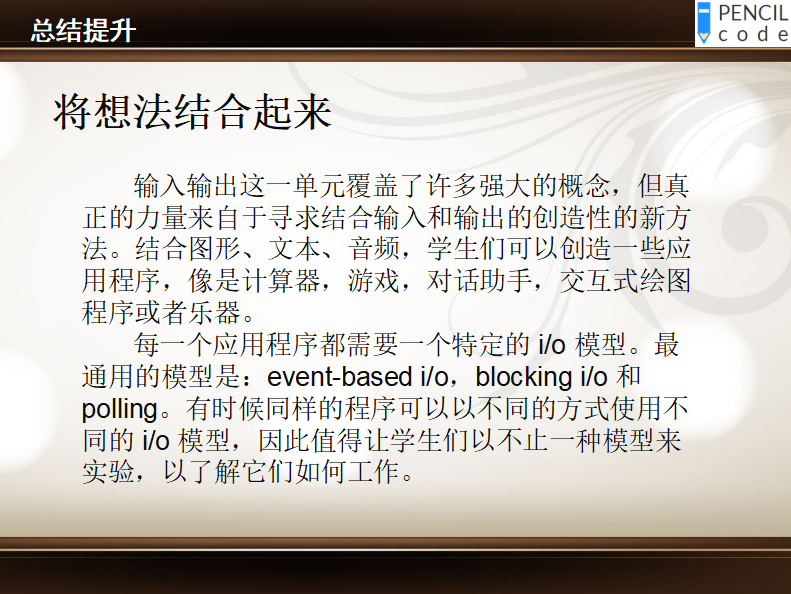 总结提升
PENCIL
code
将想法结合起来
输入输出这一单元覆盖了许多强大的概念，但真
正的力量来自于寻求结合输入和输出的创造性的新方
法。结合图形、文本、音频，学生们可以创造一些应
用程序，像是计算器，游戏，对话助手，交互式绘图
程序或者乐器。
每一个应用程序都需要一个特定的 i/o 模型。最
通用的模型是：event-based i/o，blocking i/o 和
polling。有时候同样的程序可以以不同的方式使用不
同的 i/o 模型，因此值得让学生们以不止一种模型来
实验，以了解它们如何工作。